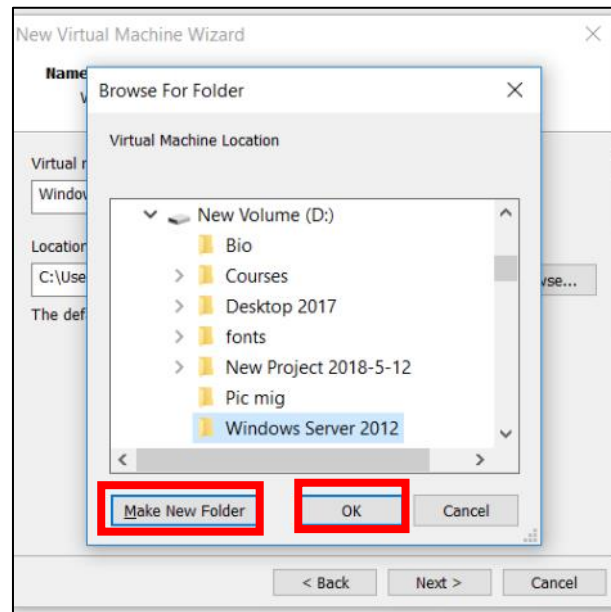 New Virtual Machine Wizard
Name
Browse For Folder
Virtual Machine Location
Virtual
New Volume (D:)
Bio
Courses
Desktop 2017
fonts
New Project 2018-5-12
Pic mig
Windows Server 2012
Location
C:\Use
The def
Make New Folder
OK
Cancel
< Back
Next >
Cancel